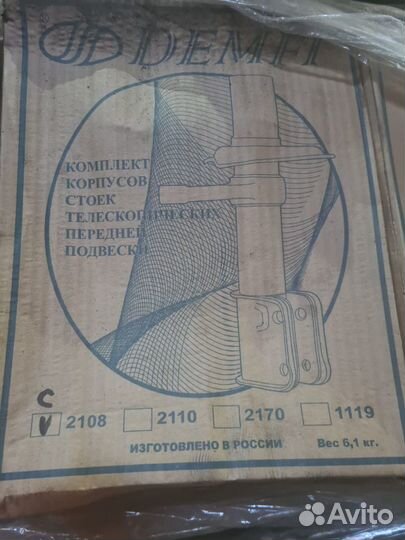 DEMFI
КОМПЛЕКТ
КОРПУСОВ
СТОЕК
ТЕЛЕСКОПИЧЕСКИХ
ПЕРЕДНЕЙ
ПОДВЕСКИ
С
V 2108 2110 2170 1119
ИЗГОТОВЛЕНО В РОССИИ Вес 6,1 кг.
Avito